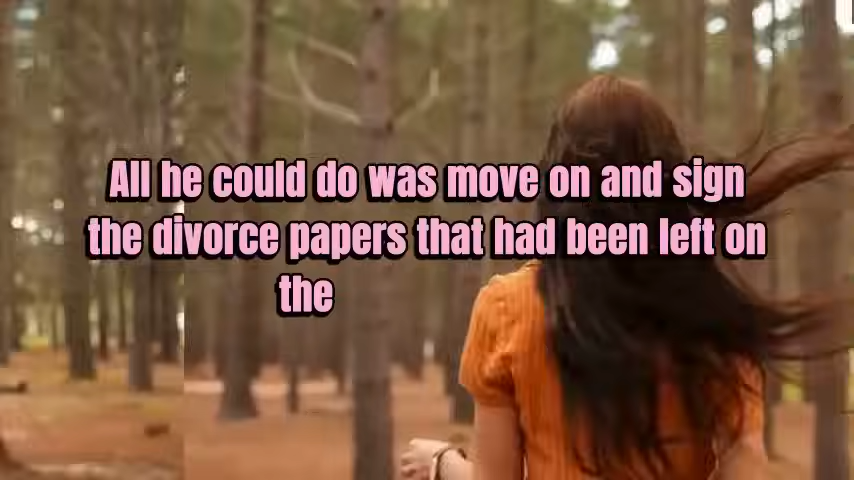 All he could do was move on and sign
the divorce papers that had been left on
the